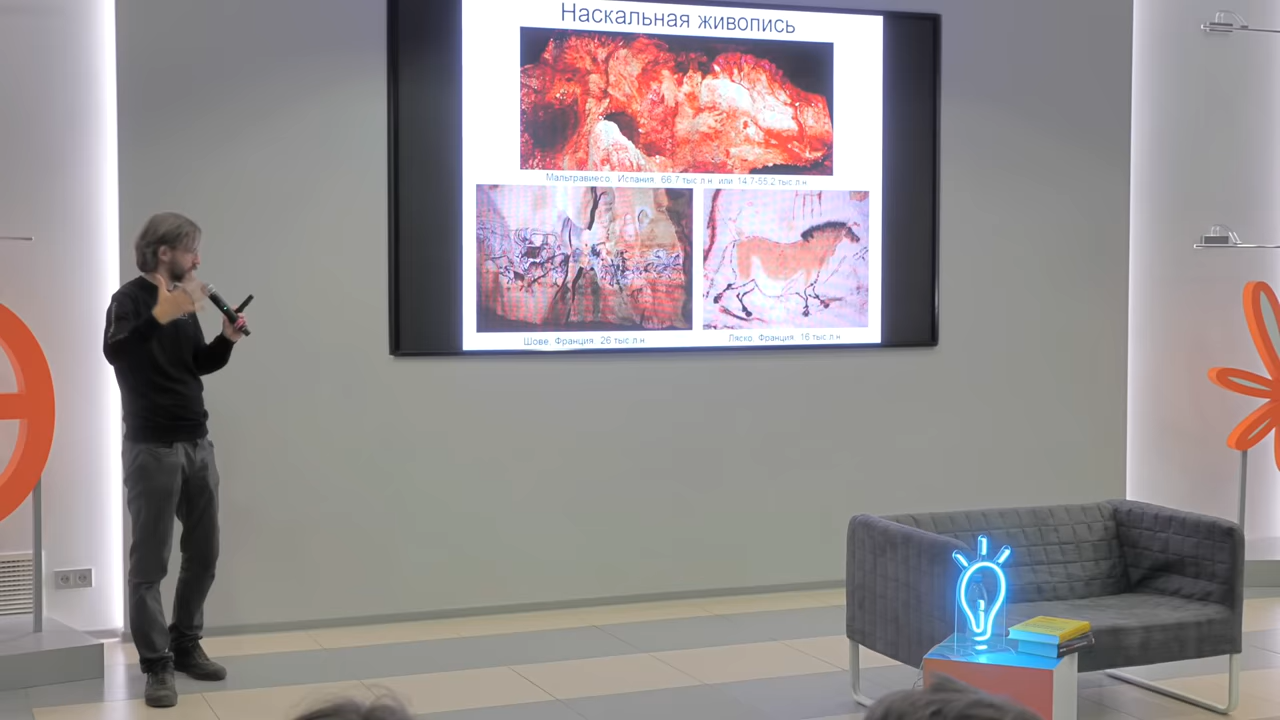 Наскальная живопись
Мальтравиесо. Испания. 66,7 тыс.л.н. или 14,7-55,2 тыс.л.н.
Шове. Франция. 26 тыс.л.н.
Ляско. Франция. 16 тыс.л.н.